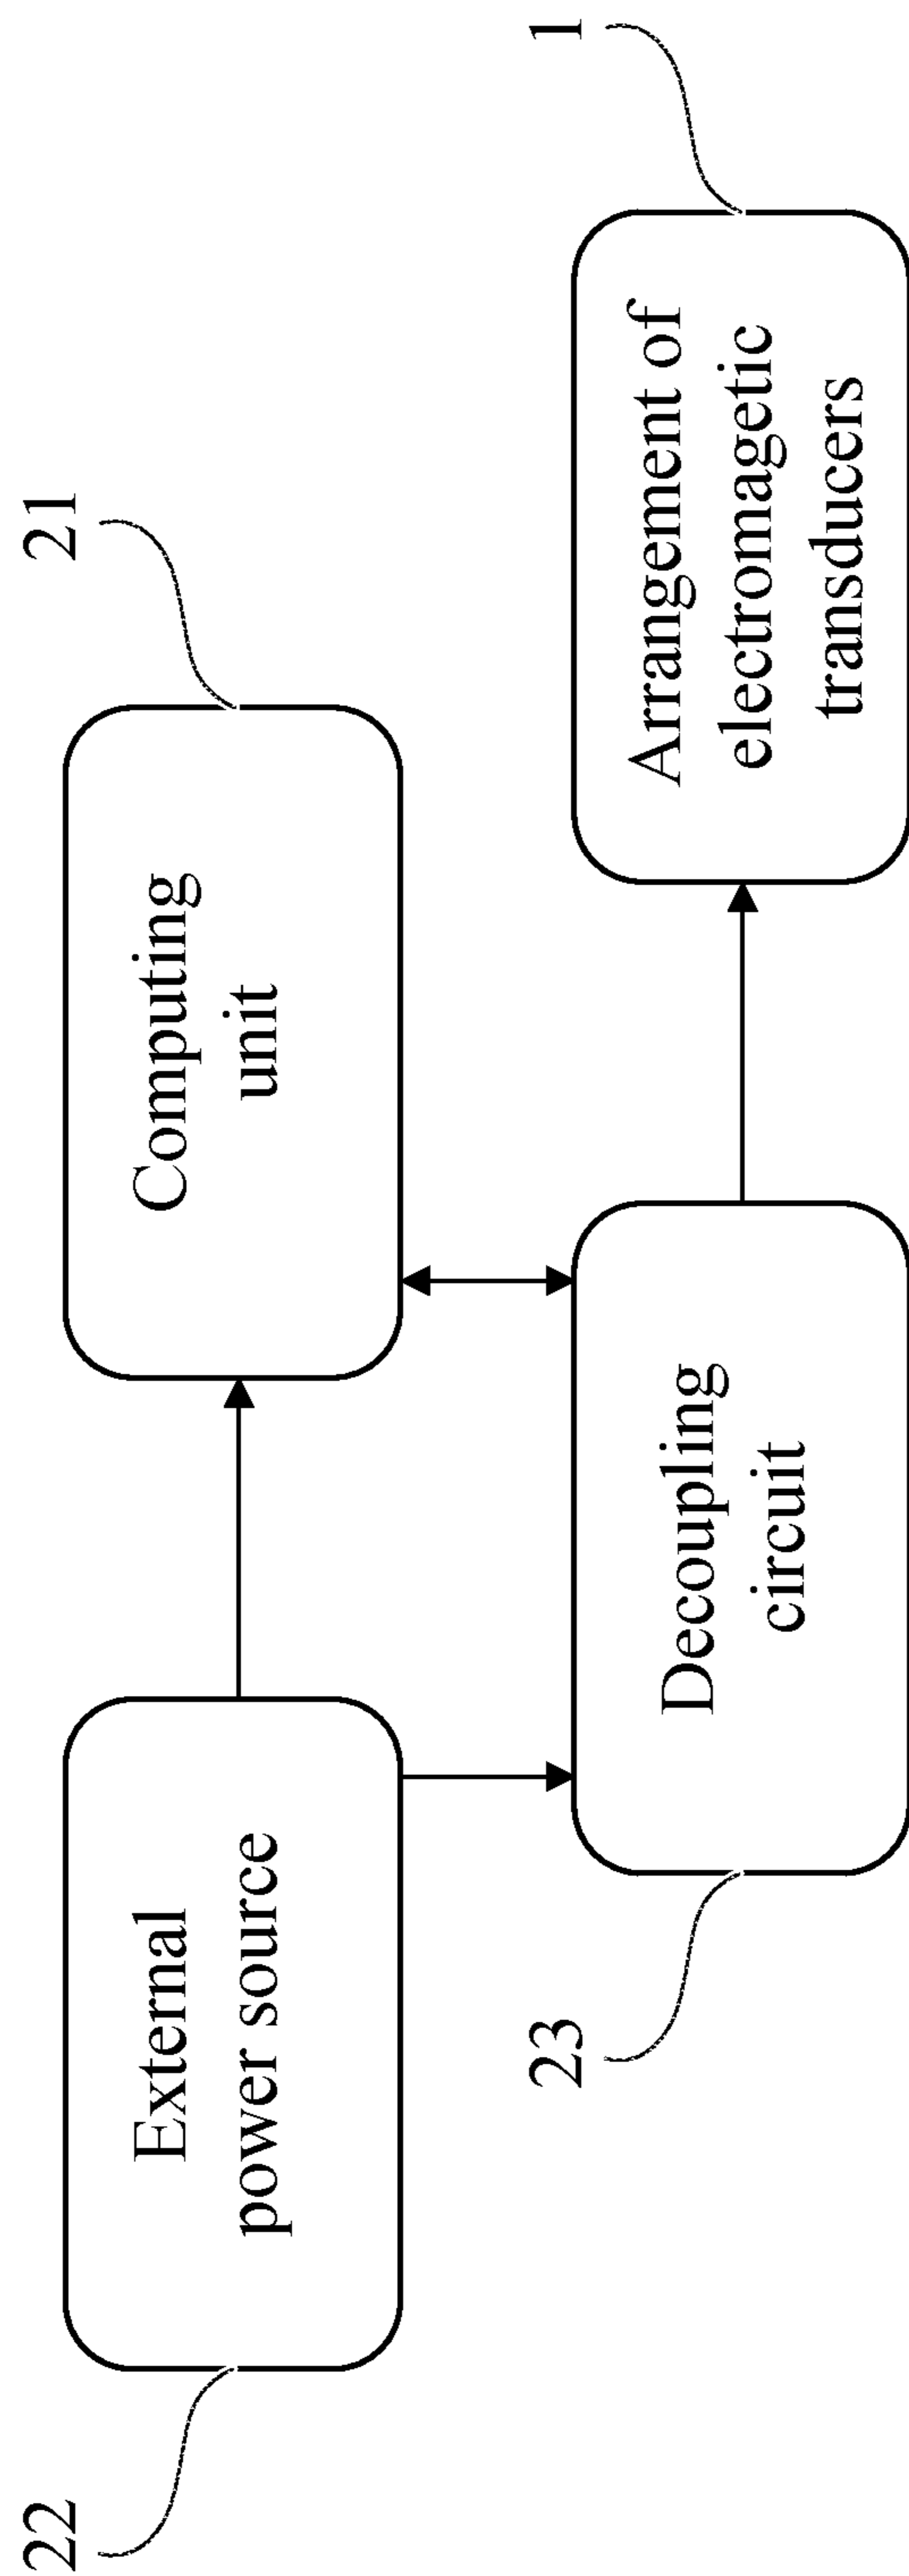 22
External
power source
21
Computing
unit
23
Decoupling
circuit
1
Arrangement of
electromagetic
transducers